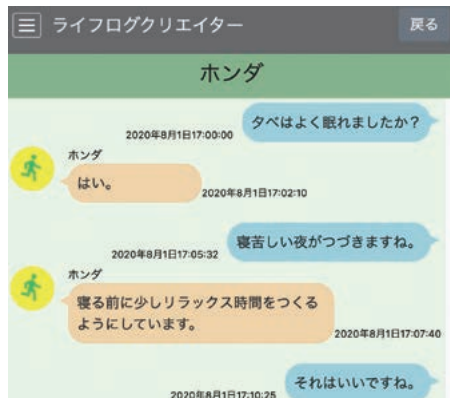 ライフログクリエイター
戻る
ホンダ
夕べはよく眠れましたか？
2020年8月1日17:00:00
ホンダ
はい。
2020年8月1日17:02:10
寝苦しい夜がつづきますね。
2020年8月1日17:05:32
ホンダ
寝る前に少しリラックス時間をつくる
ようにしています。
2020年8月1日17:07:40
それはいいですね。
2020年8月1日17:10:25